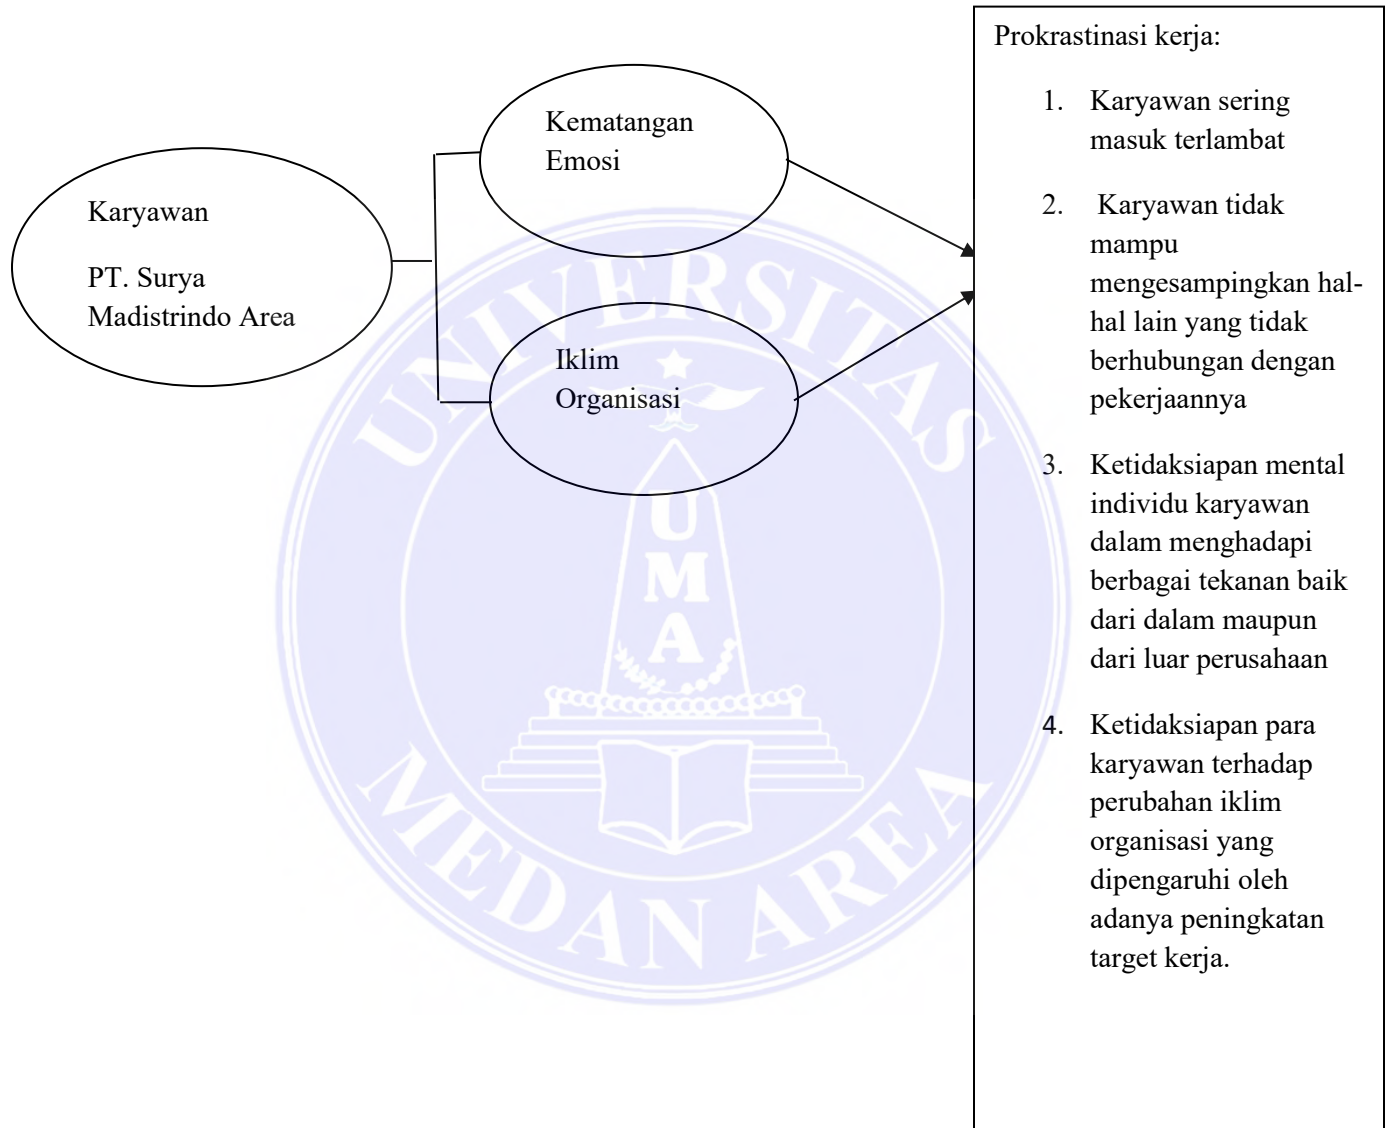 Karyawan
PT. Surya
Madistrindo Area
Kematangan
Emosi
Iklim
Organisasi
Prokrastinasi kerja:
1. Karyawan sering
masuk terlambat
2. Karyawan tidak
mampu
mengesampingkan hal-
hal lain yang tidak
berhubungan dengan
pekerjaannya
3. Ketidaksiapan mental
individu karyawan
dalam menghadapi
berbagai tekanan baik
dari dalam maupun
dari luar perusahaan
4. Ketidaksiapan para
karyawan terhadap
perubahan iklim
organisasi yang
dipengaruhi oleh
adanya peningkatan
target kerja.
UNIVERSITAS
UMA
MEDAN AREA